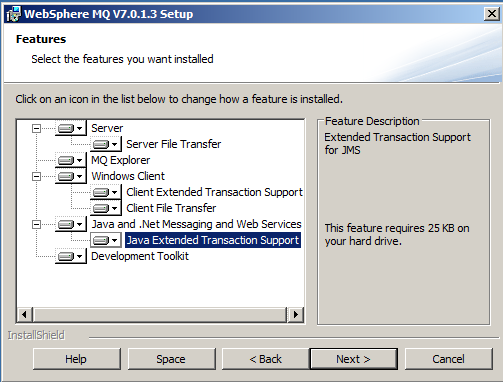 WebSphere MQ V7.0.1.3 Setup
Features
Select the features you want installed
Click on an icon in the list below to change how a feature is installed.
Server
Server File Transfer
MQ Explorer
Windows Client
Client Extended Transaction Support
Client File Transfer
Java and .Net Messaging and Web Services
Java Extended Transaction Support
Development Toolkit
Feature Description
Extended Transaction Support
for JMS
This feature requires 25 KB on
your hard drive.
InstallShield
Help
Space
< Back
Next >
Cancel